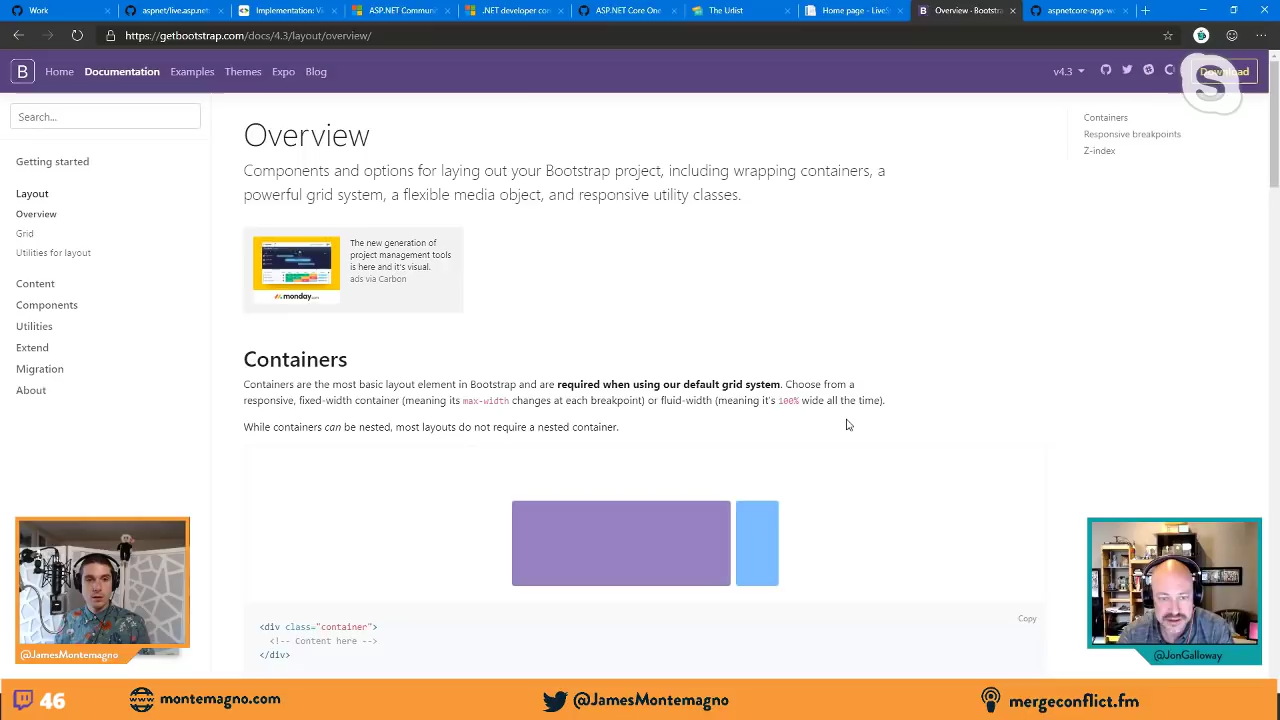 Work
aspnet/live.asp.net
Implementation: Vi
ASP.NET Commun
.NET developer com
ASP.NET Core One
The Urlist
Home page - LiveS
Overview · Bootstra
aspnetcore-app-wo
https://getbootstrap.com/docs/4.3/layout/overview/
B
Home
Documentation
Examples
Themes
Expo
Blog
v4.3
Download
Search...
Getting started
Layout
Overview
Grid
Utilities for layout
Content
Components
Utilities
Extend
Migration
About
Overview
Components and options for laying out your Bootstrap project, including wrapping containers, a
powerful grid system, a flexible media object, and responsive utility classes.
The new generation of
project management tools
is here and it's visual.
ads via Carbon
monday.com
Containers
Containers are the most basic layout element in Bootstrap and are required when using our default grid system. Choose from a
responsive, fixed-width container (meaning its max-width changes at each breakpoint) or fluid-width (meaning it's 100% wide all the time).
While containers can be nested, most layouts do not require a nested container.
Copy
<div class="container">
<!-- Content here -->
</div>
Containers
Responsive breakpoints
Z-index
@JamesMontemagno
@JonGalloway
46
montemagno.com
@JamesMontemagno
mergeconflict.fm